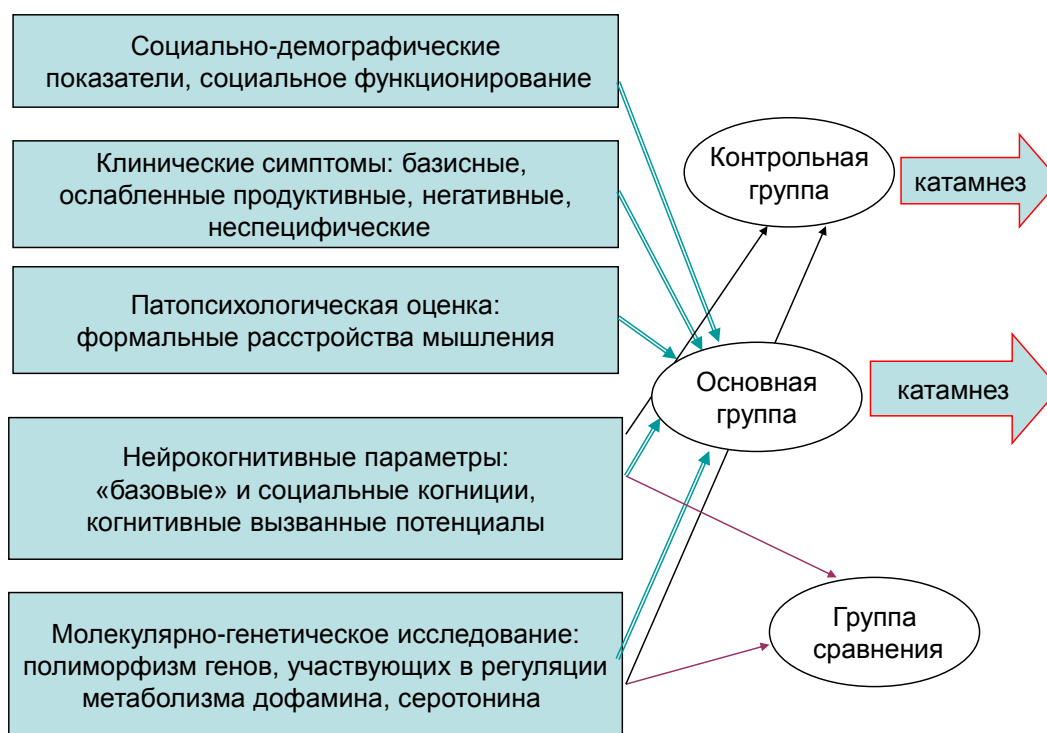 Социально-демографические
показатели, социальное функционирование
Клинические симптомы: базисные,
ослабленные продуктивные, негативные,
неспецифические
Контрольная
группа
катамнез
Патопсихологическая оценка:
формальные расстройства мышления
Основная
группа
катамнез
Нейрокогнитивные параметры:
«базовые» и социальные когниции,
когнитивные вызванные потенциалы
Группа
сравнения
Молекулярно-генетическое исследование:
полиморфизм генов, участвующих в регуляции
метаболизма дофамина, серотонина